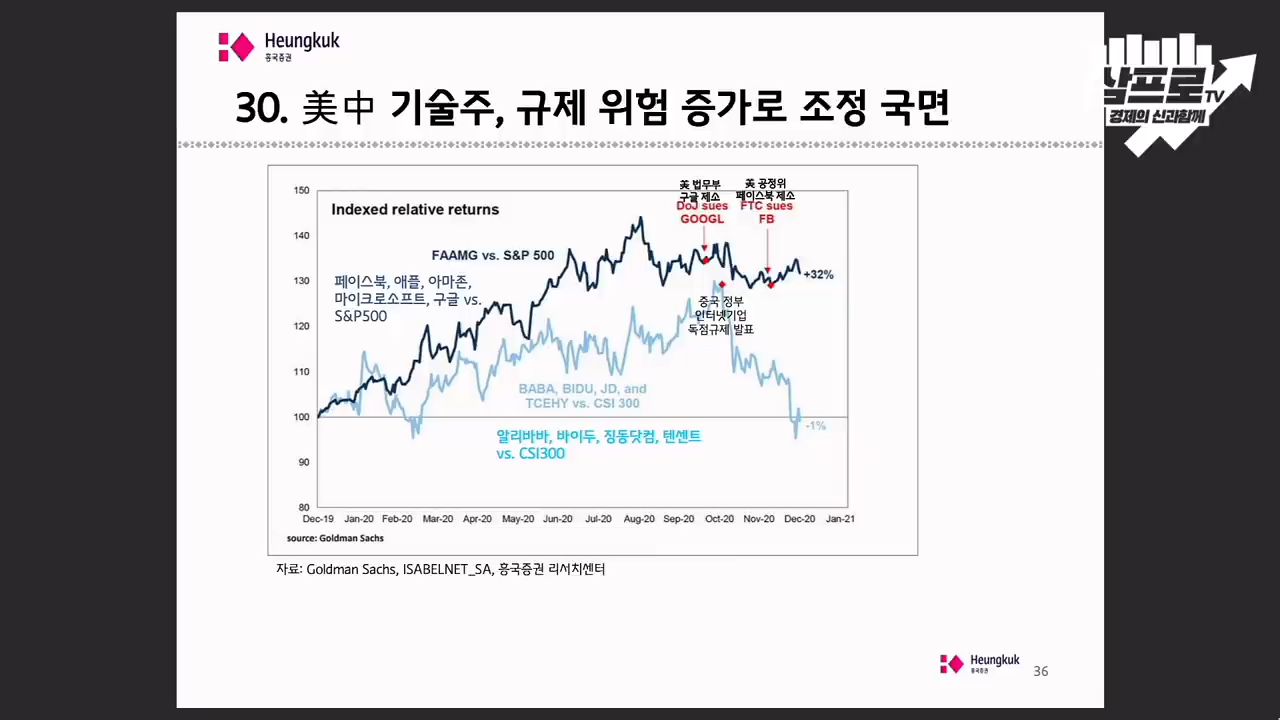 Heungkuk
흥국증권
삼프로TV
경제의 신과함께
30. 美中 기술주, 규제 위험 증가로 조정 국면
150
140
130
120
110
100
90
80
Indexed relative returns
美 법무부
구글 제소
DoJ sues
GOOGL
美 공정위
페이스북 제소
FTC sues
FB
FAAMG vs. S&P 500
페이스북, 애플, 아마존,
마이크로소프트, 구글 vs.
S&P500
+32%
중국 정부
인터넷기업
독점규제 발표
BABA, BIDU, JD, and
TCEHY vs. CSI 300
-1%
알리바바, 바이두, 징동닷컴, 텐센트
vs. CSI300
Dec-19 Jan-20 Feb-20 Mar-20 Apr-20 May-20 Jun-20 Jul-20 Aug-20 Sep-20 Oct-20 Nov-20 Dec-20 Jan-21
source: Goldman Sachs
자료: Goldman Sachs, ISABELNET_SA, 흥국증권 리서치센터
Heungkuk
흥국증권
36